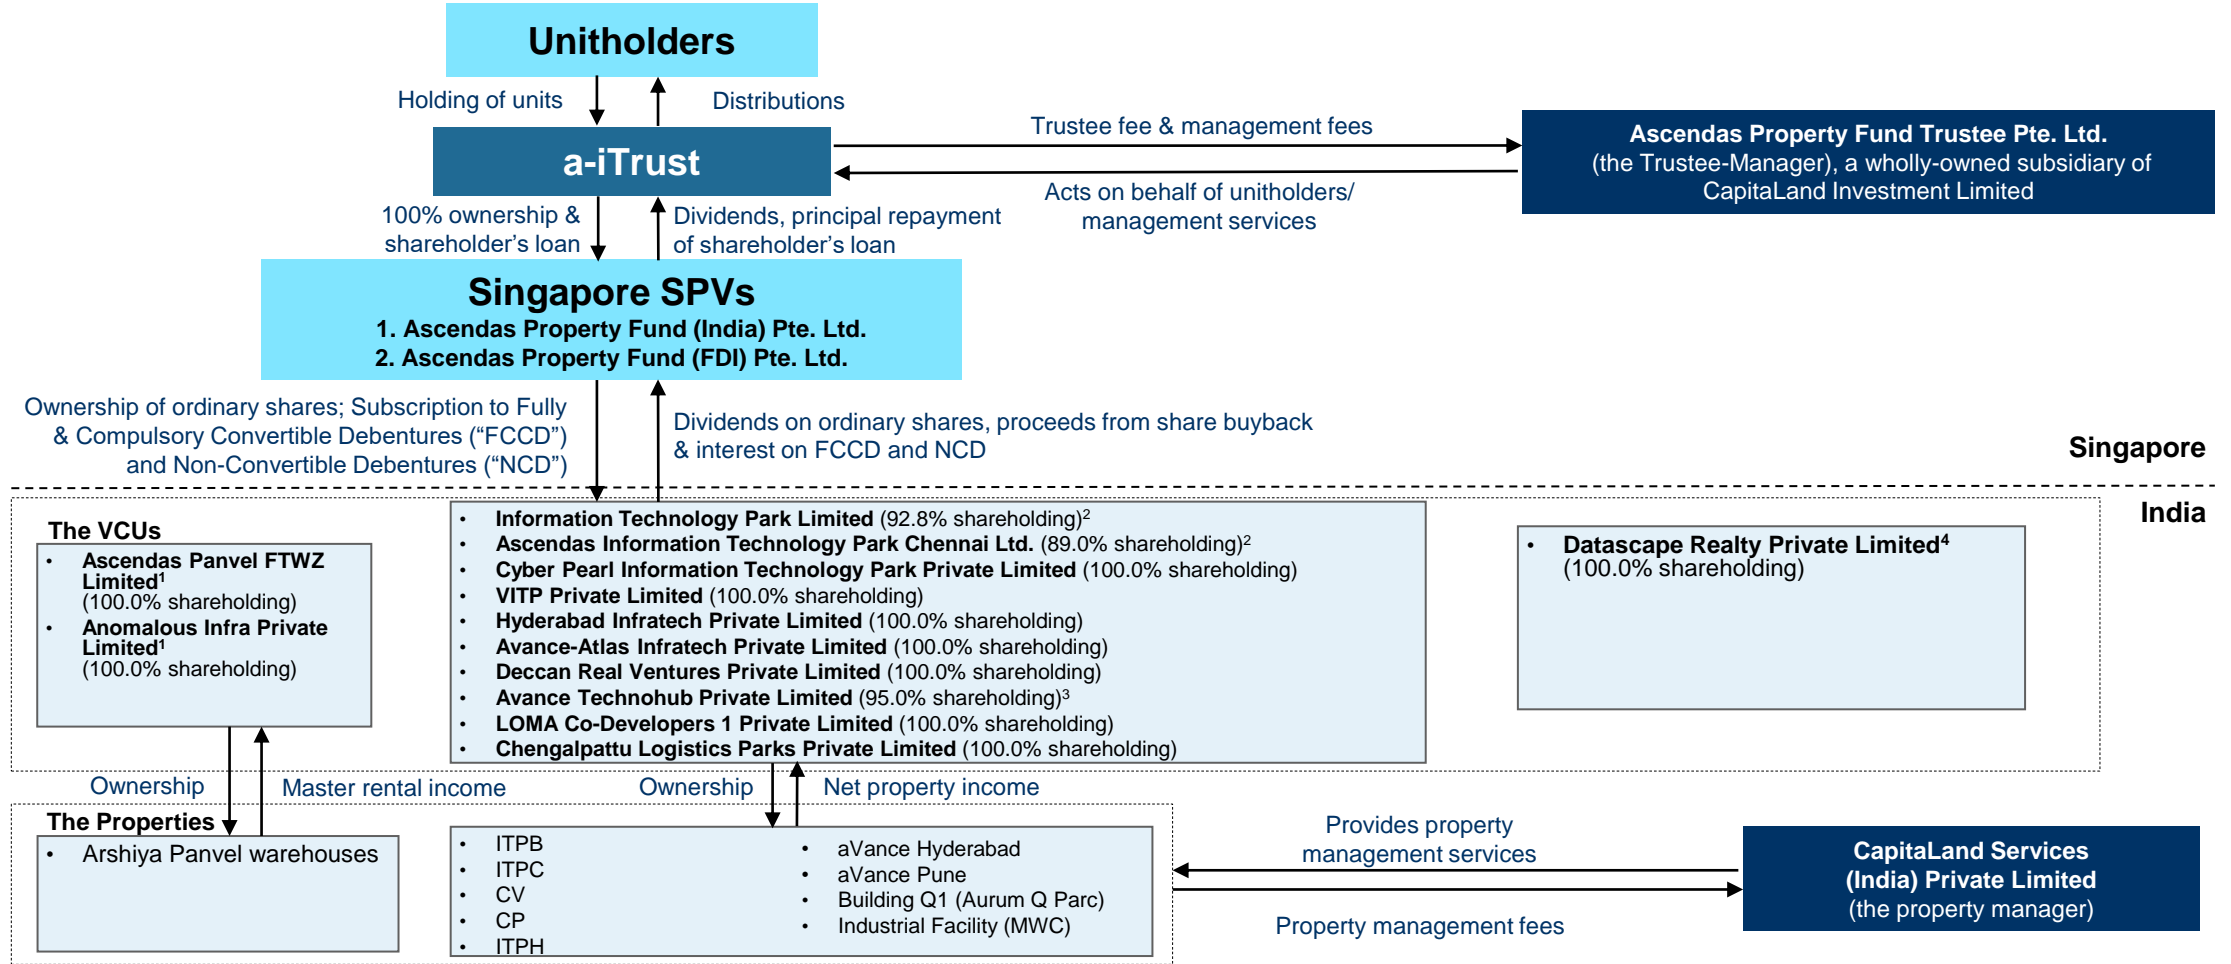 Unitholders
Holding of units
Distributions
a-iTrust
Trustee fee & management fees
Acts on behalf of unitholders/
management services
Ascendas Property Fund Trustee Pte. Ltd.
(the Trustee-Manager), a wholly-owned subsidiary of
CapitaLand Investment Limited
100% ownership &
shareholder’s loan
Dividends, principal repayment
of shareholder’s loan
Singapore SPVs
1. Ascendas Property Fund (India) Pte. Ltd.
2. Ascendas Property Fund (FDI) Pte. Ltd.
Ownership of ordinary shares; Subscription to Fully
& Compulsory Convertible Debentures (“FCCD”)
and Non-Convertible Debentures (“NCD”)
Dividends on ordinary shares, proceeds from share buyback
& interest on FCCD and NCD
Singapore
India
The VCUs
• Ascendas Panvel FTWZ
Limited¹
(100.0% shareholding)
• Anomalous Infra Private
Limited¹
(100.0% shareholding)
• Information Technology Park Limited (92.8% shareholding)²
• Ascendas Information Technology Park Chennai Ltd. (89.0% shareholding)²
• Cyber Pearl Information Technology Park Private Limited (100.0% shareholding)
• VITP Private Limited (100.0% shareholding)
• Hyderabad Infratech Private Limited (100.0% shareholding)
• Avance-Atlas Infratech Private Limited (100.0% shareholding)
• Deccan Real Ventures Private Limited (100.0% shareholding)
• Avance Technohub Private Limited (95.0% shareholding)³
• LOMA Co-Developers 1 Private Limited (100.0% shareholding)
• Chengalpattu Logistics Parks Private Limited (100.0% shareholding)
• Datascape Realty Private Limited⁴
(100.0% shareholding)
Ownership
Master rental income
Ownership
Net property income
The Properties
• Arshiya Panvel warehouses
• ITPB
• ITPC
• CV
• CP
• ITPH
• aVance Hyderabad
• aVance Pune
• Building Q1 (Aurum Q Parc)
• Industrial Facility (MWC)
Provides property
management services
Property management fees
CapitaLand Services
(India) Private Limited
(the property manager)